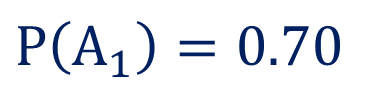 P(A₁) = 0.70